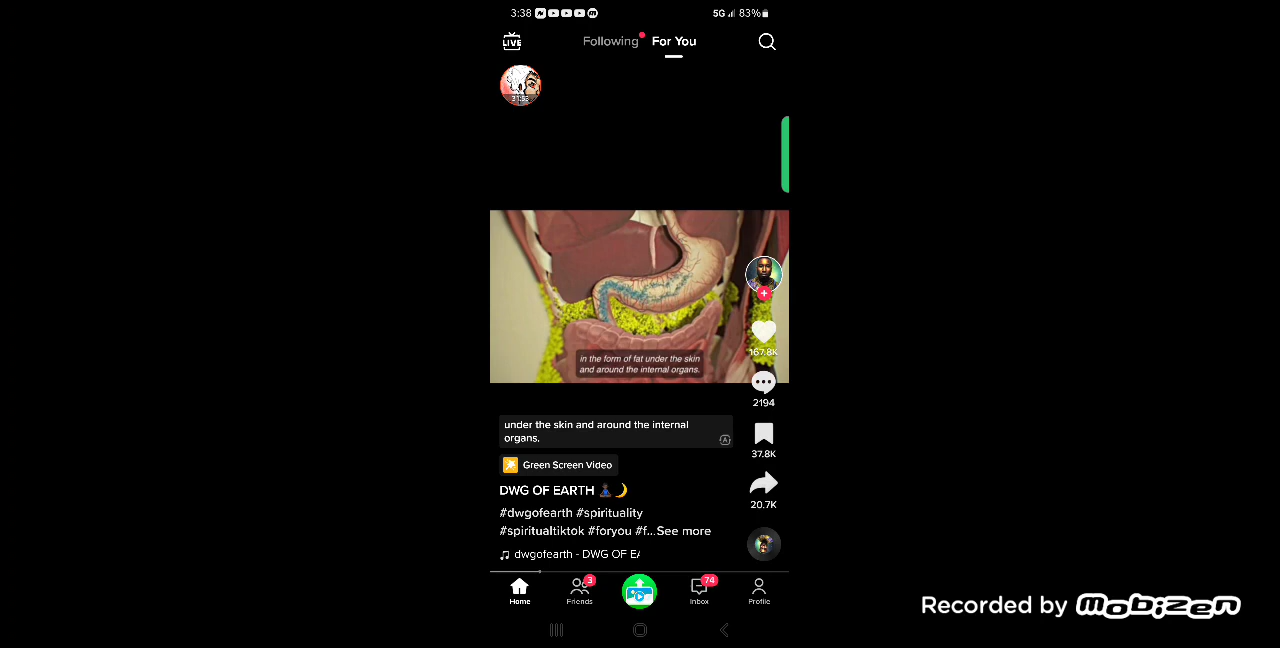 3:38
5G 83%
LIVE
Following
For You
31:53
in the form of fat under the skin
and around the internal organs.
167.8K
2194
under the skin and around the internal
organs.
37.8K
Green Screen Video
DWG OF EARTH
20.7K
#dwgofearth #spirituality
#spiritualtiktok #foryou #f...See more
dwgofearth - DWG OF EA
3
74
Home
Friends
Inbox
Profile
Recorded by mobizen